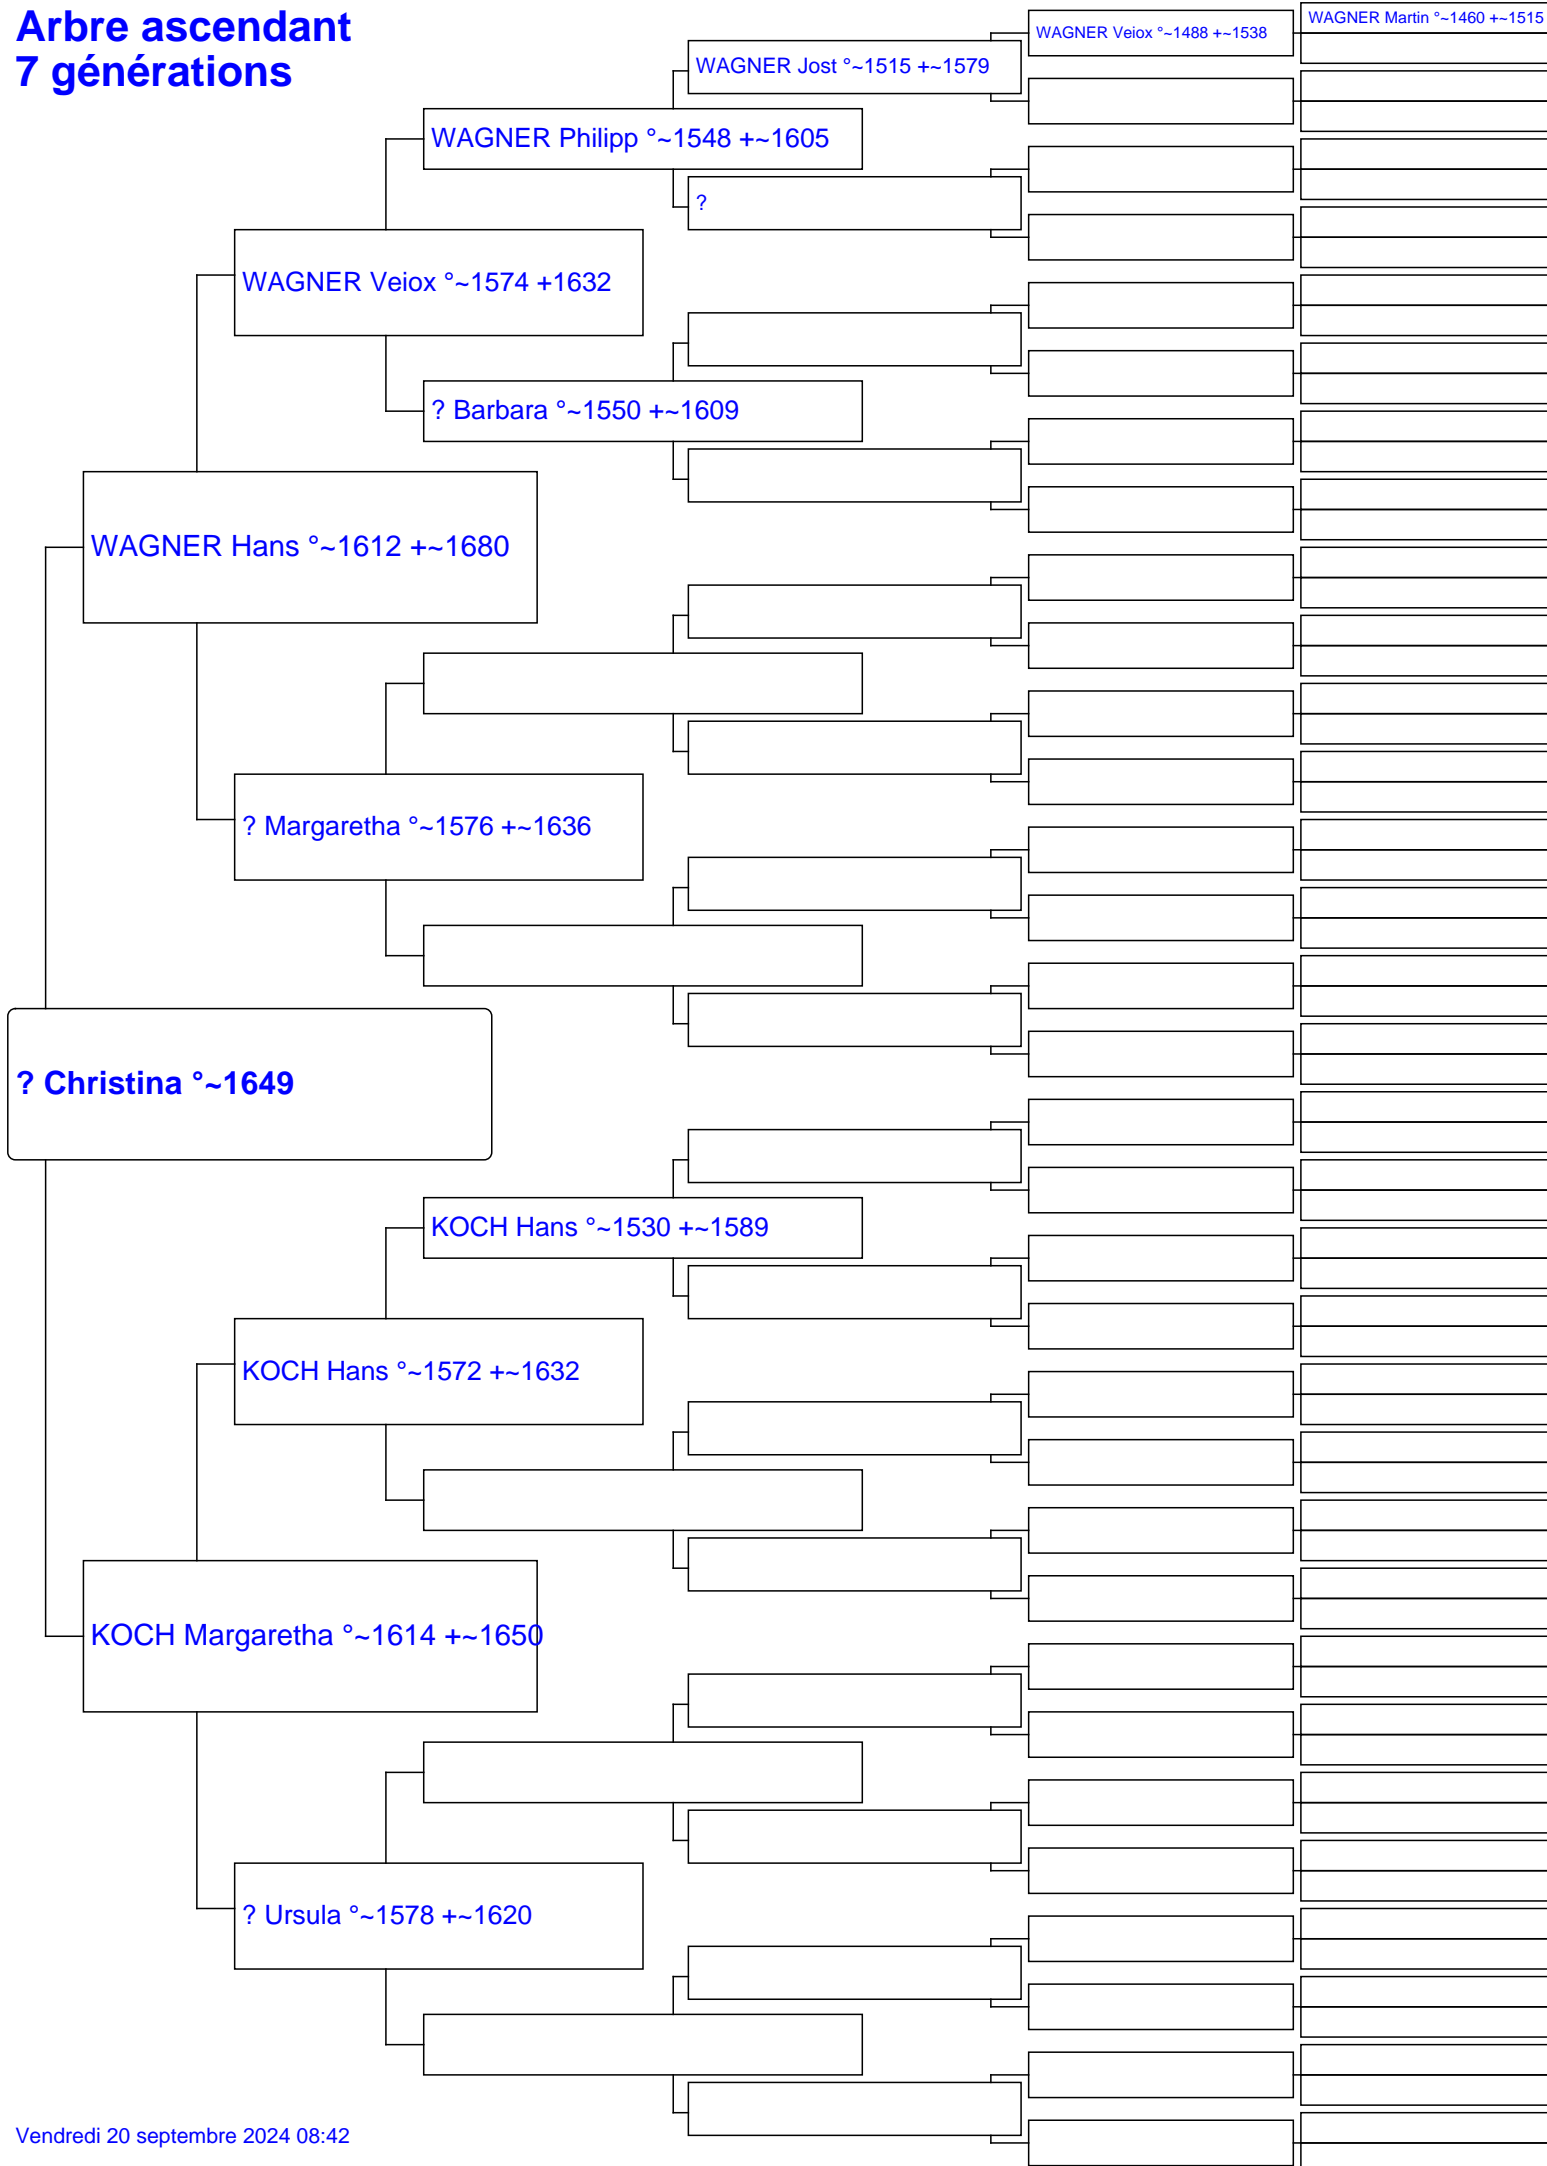 Arbre ascendant
7 générations
WAGNER Martin °~1460 +~1515
WAGNER Veiox °~1488 +~1538
WAGNER Jost °~1515 +~1579
WAGNER Philipp °~1548 +~1605
?
WAGNER Veiox °~1574 +1632
? Barbara °~1550 +~1609
WAGNER Hans °~1612 +~1680
? Margaretha °~1576 +~1636
? Christina °~1649
KOCH Hans °~1530 +~1589
KOCH Hans °~1572 +~1632
KOCH Margaretha °~1614 +~1650
? Ursula °~1578 +~1620
Vendredi 20 septembre 2024 08:42